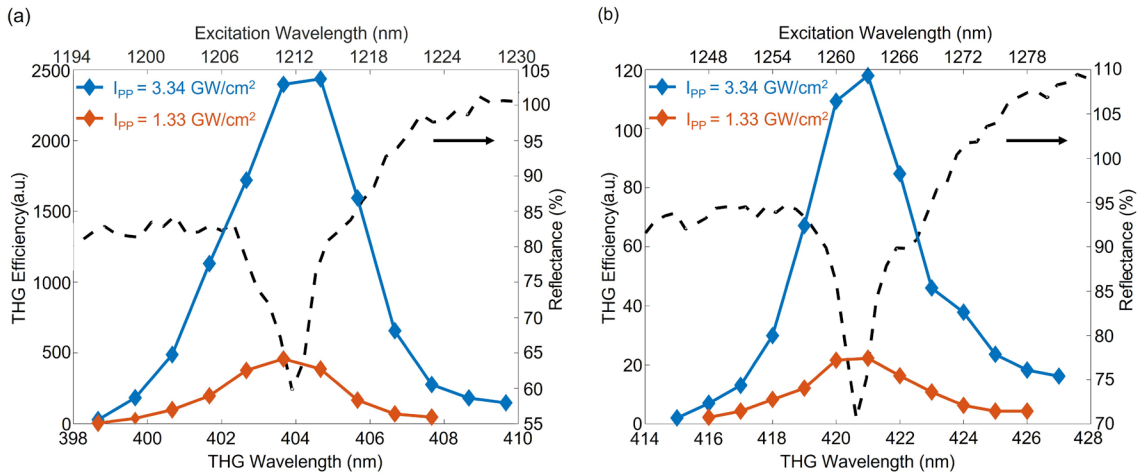 (a)
Excitation Wavelength (nm)
1194 1200 1206 1212 1214 1220 1226 1230
2500 2000 1500 1000 500 0
THG Efficiency(a.u.)
I_PP = 3.34 GW/cm²
I_PP = 1.33 GW/cm²
105 100 95 90 85 80 75 70 65 60 55
Reflectance (%)
398 400 402 404 406 408 410
THG Wavelength (nm)
(b)
Excitation Wavelength (nm)
1248 1254 1260 1266 1272 1278
120 100 80 60 40 20 0
THG Efficiency(a.u.)
I_PP = 3.34 GW/cm²
I_PP = 1.33 GW/cm²
110 105 100 95 90 85 80 75 70
Reflectance (%)
414 416 418 420 422 424 426 428
THG Wavelength (nm)